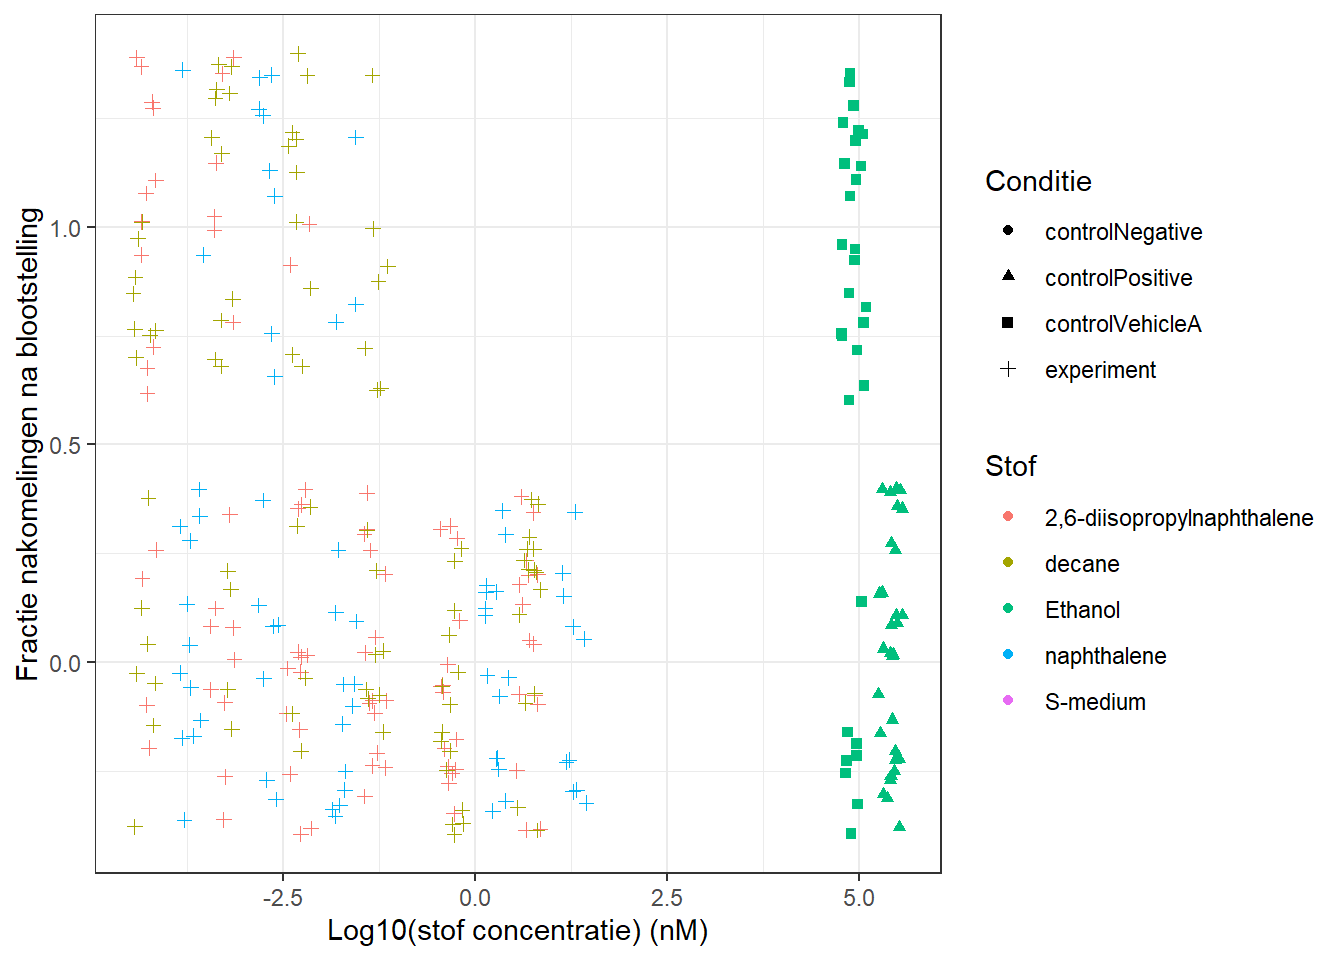 Fractie nakomelingen na blootstelling
1.0
0.5
0.0
-2.5
0.0
2.5
5.0
Log10(stof concentratie) (nM)
Conditie
controlNegative
controlPositive
controlVehicleA
experiment
Stof
2,6-diisopropylnaphthalene
decane
Ethanol
naphthalene
S-medium